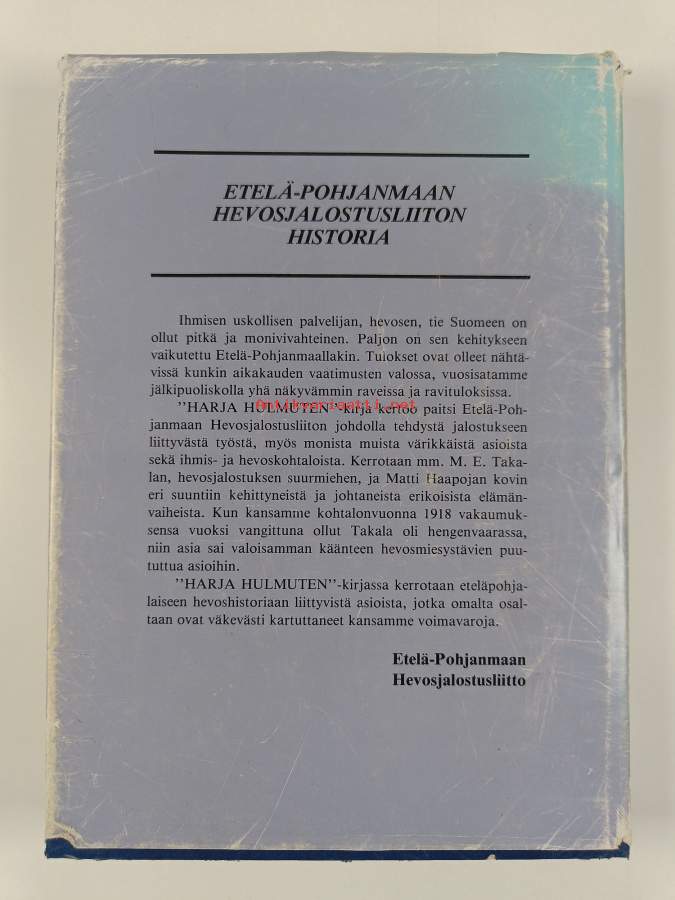 ETELÄ-POHJANMAAN
HEVOSJALOSTUSLIITON
HISTORIA
Ihmisen uskollisen palvelijan, hevosen, tie Suomeen on
ollut pitkä ja monivivahteinen. Paljon on sen kehitykseen
vaikutettu Etelä-Pohjanmaallakin. Tulokset ovat olleet nähtä-
vissä kunkin aikakauden vaatimusten valossa, vuosisatamme
jälkipuoliskolla yhä näkyvämmin raveissa ja ravituloksissa.
Antikvariaatti.net
"HARJA HULMUTEN"-kirja kertoo paitsi Etelä-Poh-
janmaan Hevosjalostusliiton johdolla tehdystä jalostukseen
liittyvästä työstä, myös monista muista värikkäistä asioista
sekä ihmis- ja hevoskohtaloista. Kerrotaan mm. M. E. Taka-
lan, hevosjalostuksen suurmiehen, ja Matti Haapojan kovin
eri suuntiin kehittyneistä ja johtaneista erikoisista elämän-
vaiheista. Kun kansamme kohtalonvuonna 1918 vakaumuk-
sensa vuoksi vangittuna ollut Takala oli hengenvaarassa,
niin asia sai valoisamman käänteen hevosmiesystävien puu-
tuttua asioihin.
"HARJA HULMUTEN"-kirjassa kerrotaan eteläpohja-
laiseen hevoshistoriaan liittyvistä asioista, jotka omalta osal-
taan ovat väkevästi kartuttaneet kansamme voimavaroja.
Etelä-Pohjanmaan
Hevosjalostusliitto